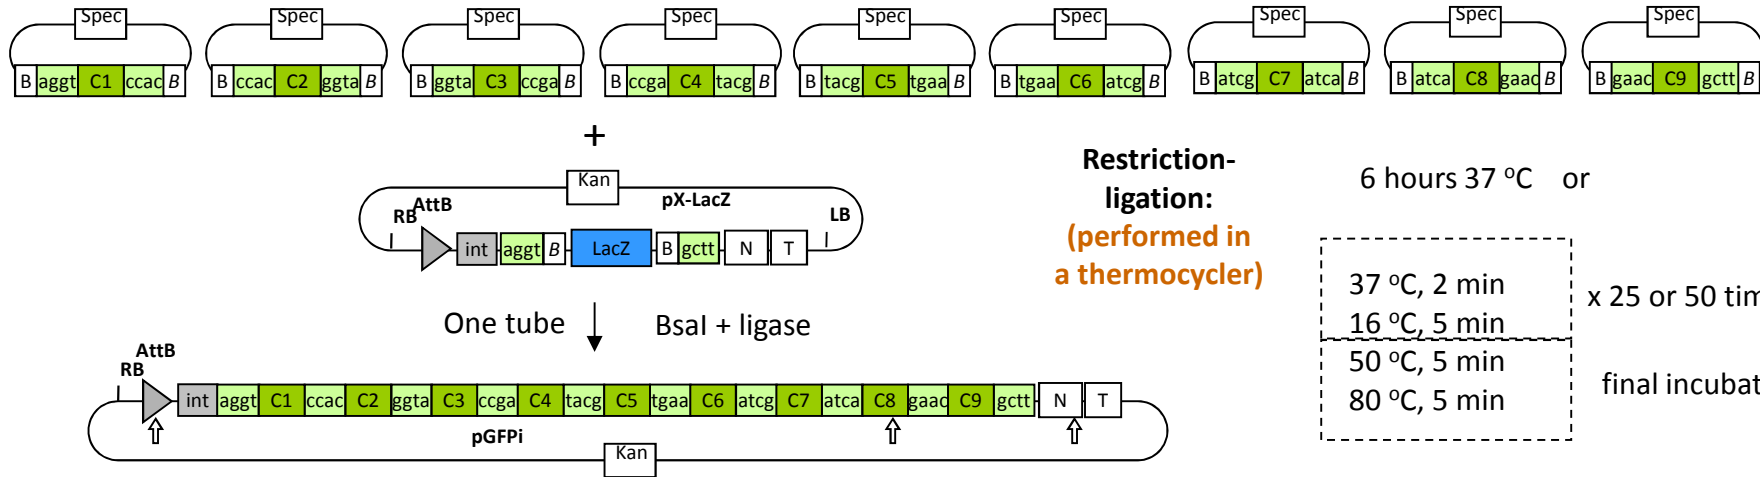 Spec Spec Spec Spec Spec Spec Spec Spec Spec
B aggt C1 ccac B B ccac C2 ggta B B ggta C3 ccga B B ccga C4 tacg B B tacg C5 tgaa B B tgaa C6 atcg B B atcg C7 atca B B atca C8 gaac B B gaac C9 gctt B
+
Kan
pX-LacZ
RB AttB LB
int aggt B LacZ B gctt N T
One tube BsaI + ligase
AttB
RB
int aggt C1 ccac C2 ggta C3 ccga C4 tacg C5 tgaa C6 atcg C7 atca C8 gaac C9 gctt N T
pGFPi
Kan
Restriction-
ligation:
(performed in
a thermocycler)
6 hours 37 °C or
37 °C, 2 min
16 °C, 5 min
x 25 or 50 tim
50 °C, 5 min
80 °C, 5 min
final incubat